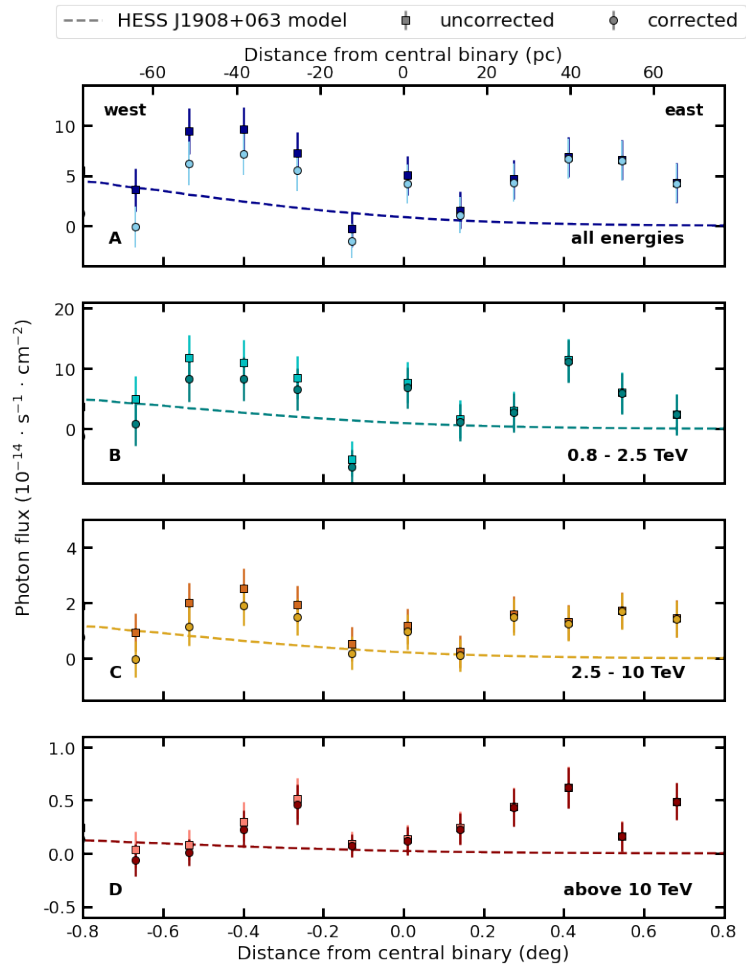 HESS J1908+063 model uncorrected corrected
Distance from central binary (pc)
-60 -40 -20 0 20 40 60
west east
10
5
0
A all energies
20
10
0
B 0.8 - 2.5 TeV
Photon flux (10⁻¹⁴ · s⁻¹ · cm⁻²)
4
2
0
C 2.5 - 10 TeV
1.0
0.5
0.0
-0.5
D above 10 TeV
-0.8 -0.6 -0.4 -0.2 0.0 0.2 0.4 0.6 0.8
Distance from central binary (deg)